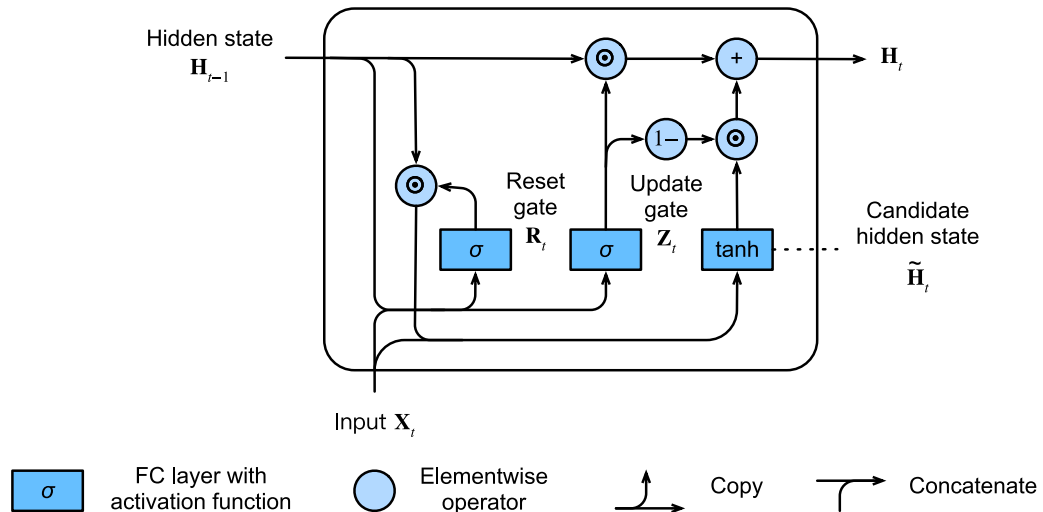 Hidden state
H_{t−1}
H_t
1−
Reset
gate
R_t
Update
gate
Z_t
Candidate
hidden state
H̃_t
σ
σ
tanh
Input X_t
σ
FC layer with
activation function
Elementwise
operator
Copy
Concatenate
+
⊙
⊙
⊙